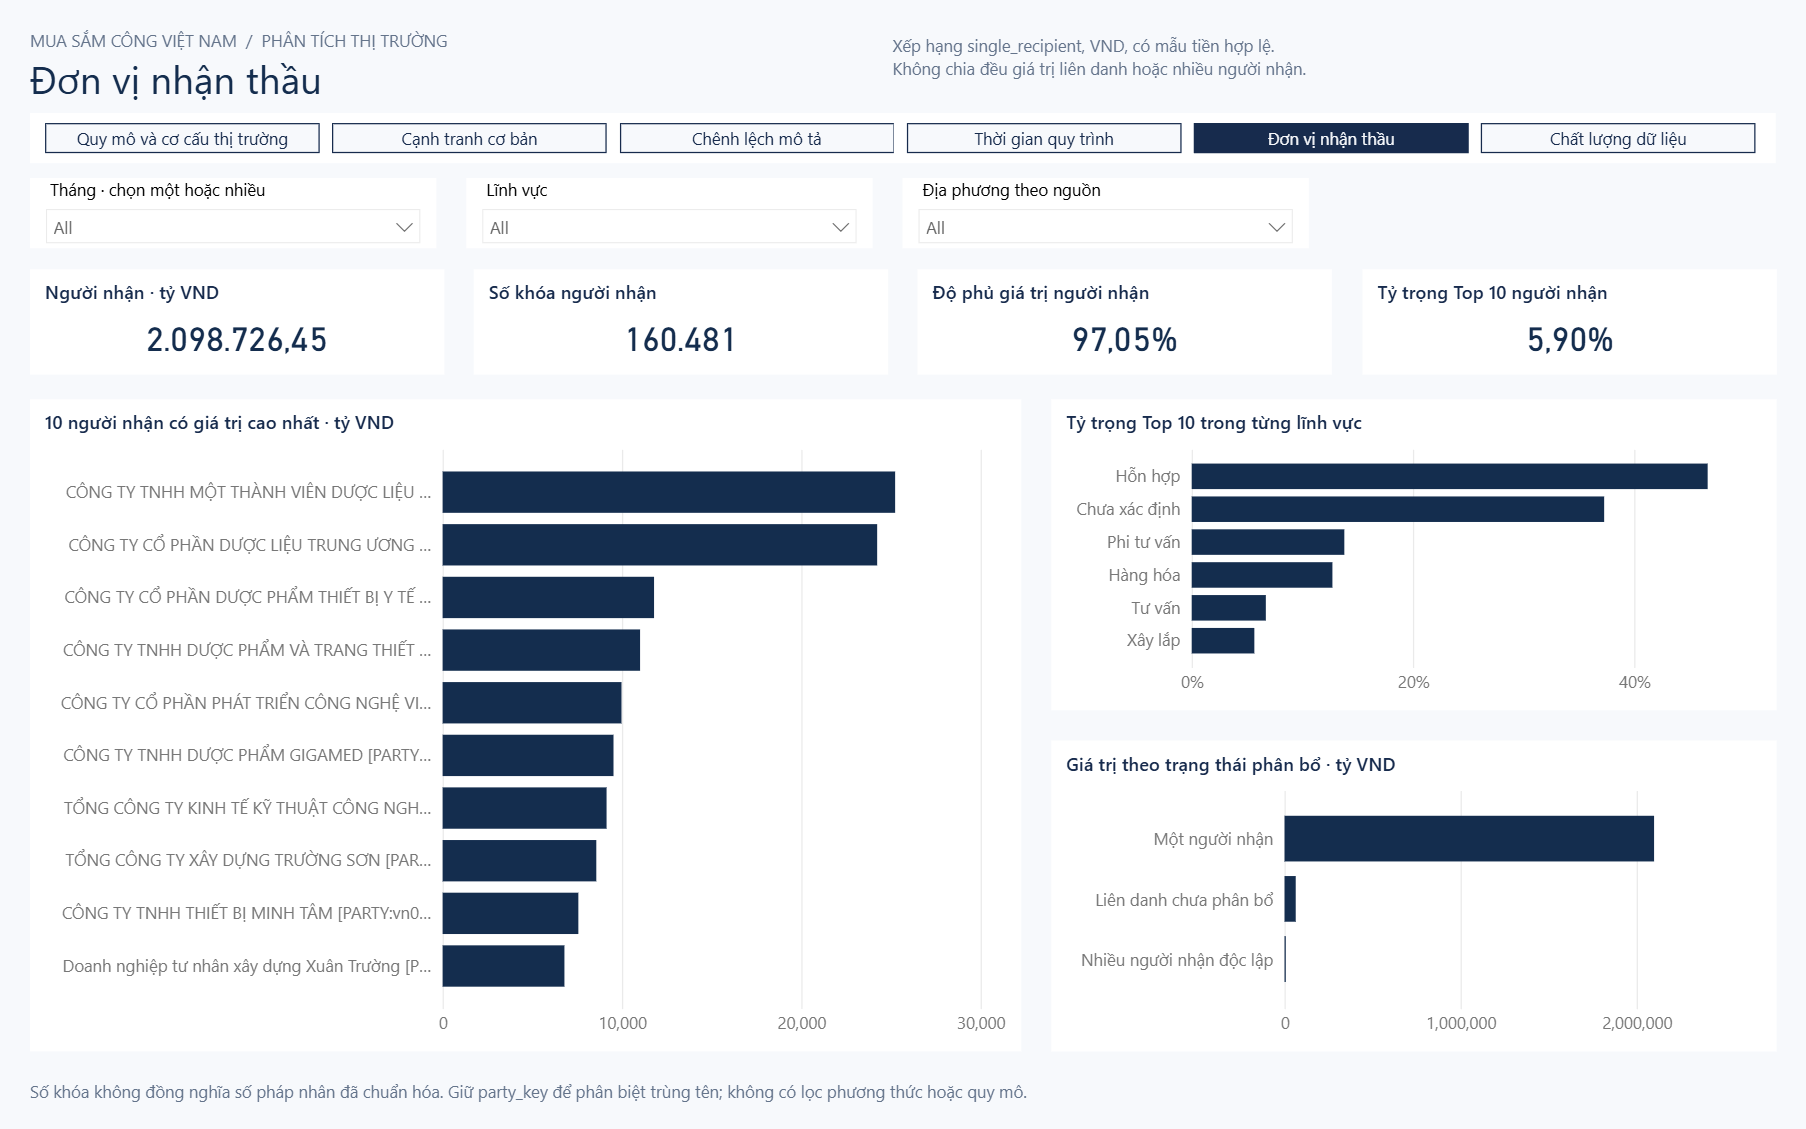 MUA SẮM CÔNG VIỆT NAM / PHÂN TÍCH THỊ TRƯỜNG
Đơn vị nhận thầu
Xếp hạng single_recipient, VND, có mẫu tiền hợp lệ.
Không chia đều giá trị liên danh hoặc nhiều người nhận.
Quy mô và cơ cấu thị trường
Cạnh tranh cơ bản
Chênh lệch mô tả
Thời gian quy trình
Đơn vị nhận thầu
Chất lượng dữ liệu
Tháng · chọn một hoặc nhiều
All
Lĩnh vực
All
Địa phương theo nguồn
All
Người nhận · tỷ VND
2.098.726,45
Số khóa người nhận
160.481
Độ phủ giá trị người nhận
97,05%
Tỷ trọng Top 10 người nhận
5,90%
10 người nhận có giá trị cao nhất · tỷ VND
CÔNG TY TNHH MỘT THÀNH VIÊN DƯỢC LIỆU ...
CÔNG TY CỔ PHẦN DƯỢC LIỆU TRUNG ƯƠNG ...
CÔNG TY CỔ PHẦN DƯỢC PHẨM THIẾT BỊ Y TẾ ...
CÔNG TY TNHH DƯỢC PHẨM VÀ TRANG THIẾT ...
CÔNG TY CỔ PHẦN PHÁT TRIỂN CÔNG NGHỆ VI...
CÔNG TY TNHH DƯỢC PHẨM GIGAMED [PARTY...
TỔNG CÔNG TY KINH TẾ KỸ THUẬT CÔNG NGH...
TỔNG CÔNG TY XÂY DỰNG TRƯỜNG SƠN [PAR...
CÔNG TY TNHH THIẾT BỊ MINH TÂM [PARTY:vn0...
Doanh nghiệp tư nhân xây dựng Xuân Trường [P...
0
10,000
20,000
30,000
Tỷ trọng Top 10 trong từng lĩnh vực
Hỗn hợp
Chưa xác định
Phi tư vấn
Hàng hóa
Tư vấn
Xây lắp
0%
20%
40%
Giá trị theo trạng thái phân bổ · tỷ VND
Một người nhận
Liên danh chưa phân bổ
Nhiều người nhận độc lập
0
1,000,000
2,000,000
Số khóa không đồng nghĩa số pháp nhân đã chuẩn hóa. Giữ party_key để phân biệt trùng tên; không có lọc phương thức hoặc quy mô.